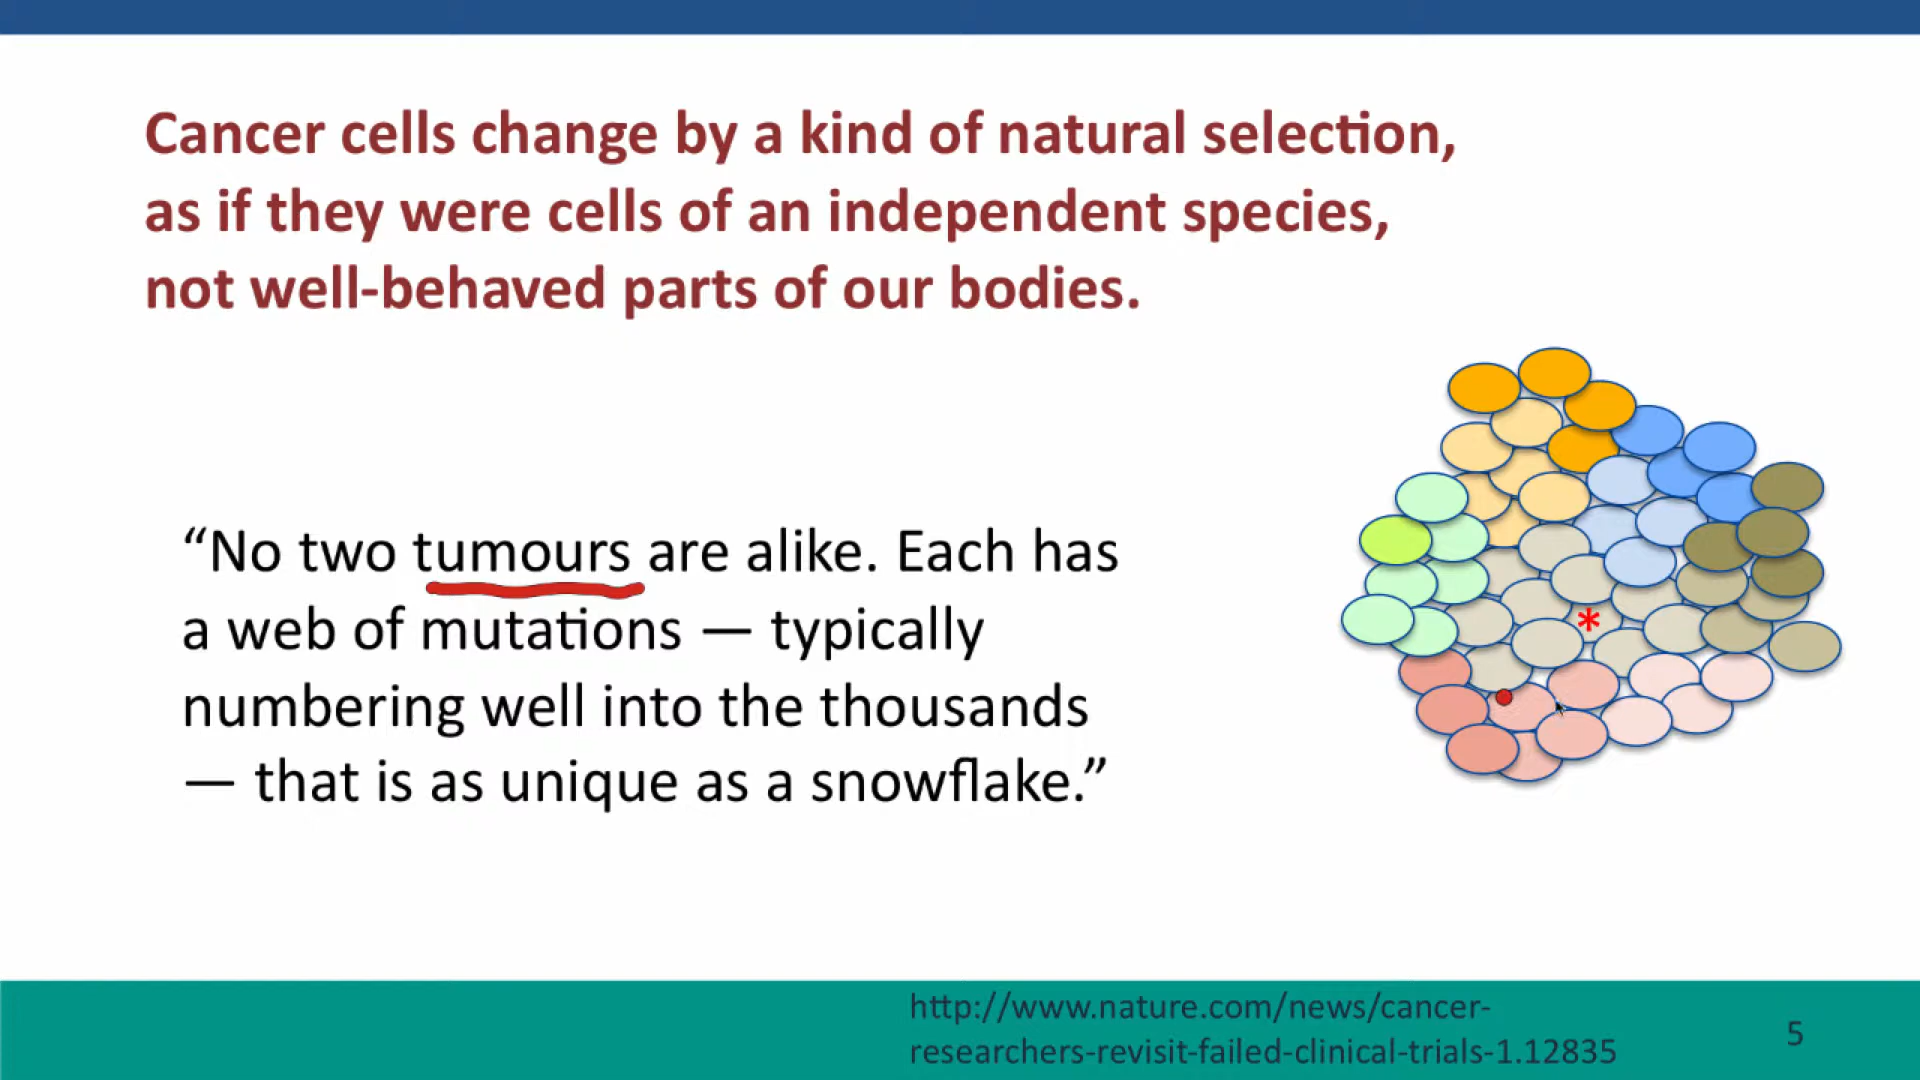 Cancer cells change by a kind of natural selection,
as if they were cells of an independent species,
not well-behaved parts of our bodies.
“No two tumours are alike. Each has
a web of mutations — typically
numbering well into the thousands
— that is as unique as a snowflake.”
*
http://www.nature.com/news/cancer-
researchers-revisit-failed-clinical-trials-1.12835
5